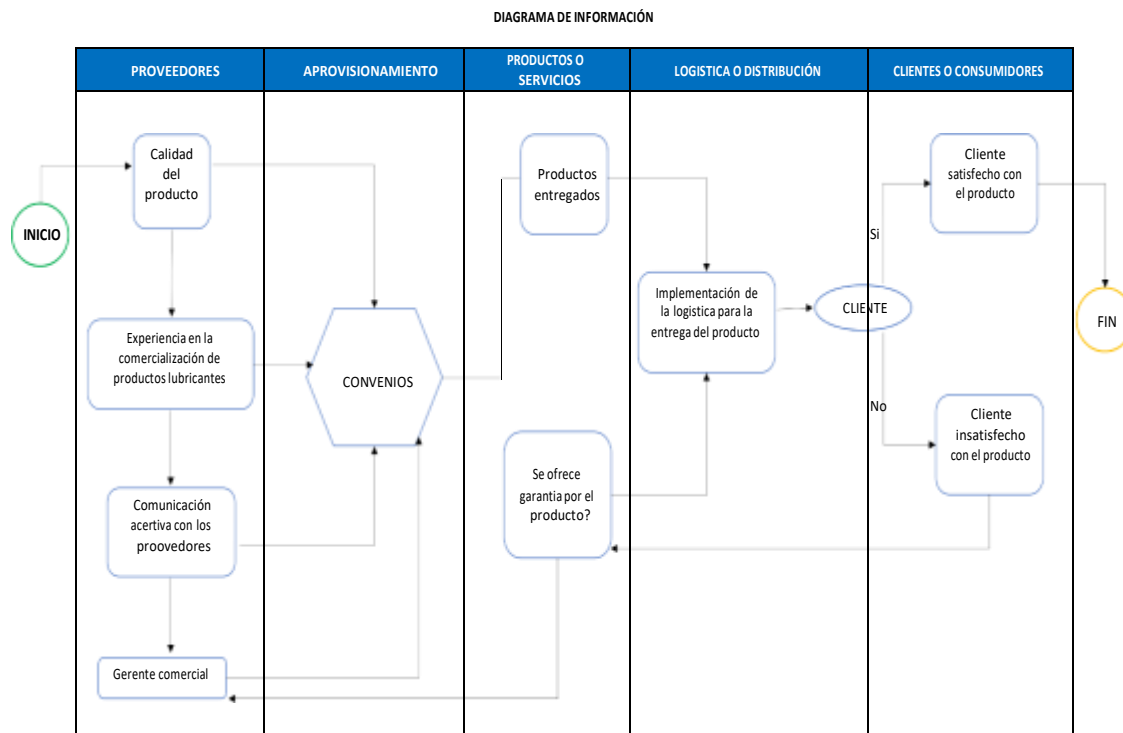 DIAGRAMA DE INFORMACIÓN
PROVEEDORES
APROVISIONAMIENTO
PRODUCTOS O
SERVICIOS
LOGISTICA O DISTRIBUCIÓN
CLIENTES O CONSUMIDORES
INICIO
Calidad
del
producto
Experiencia en la
comercialización de
productos lubricantes
Comunicación
acertiva con los
proovedores
Gerente comercial
CONVENIOS
Productos
entregados
Se ofrece
garantia por el
producto?
Implementación de
la logistica para la
entrega del producto
CLIENTE
Si
No
Cliente
satisfecho con
el producto
Cliente
insatisfecho
con el producto
FIN